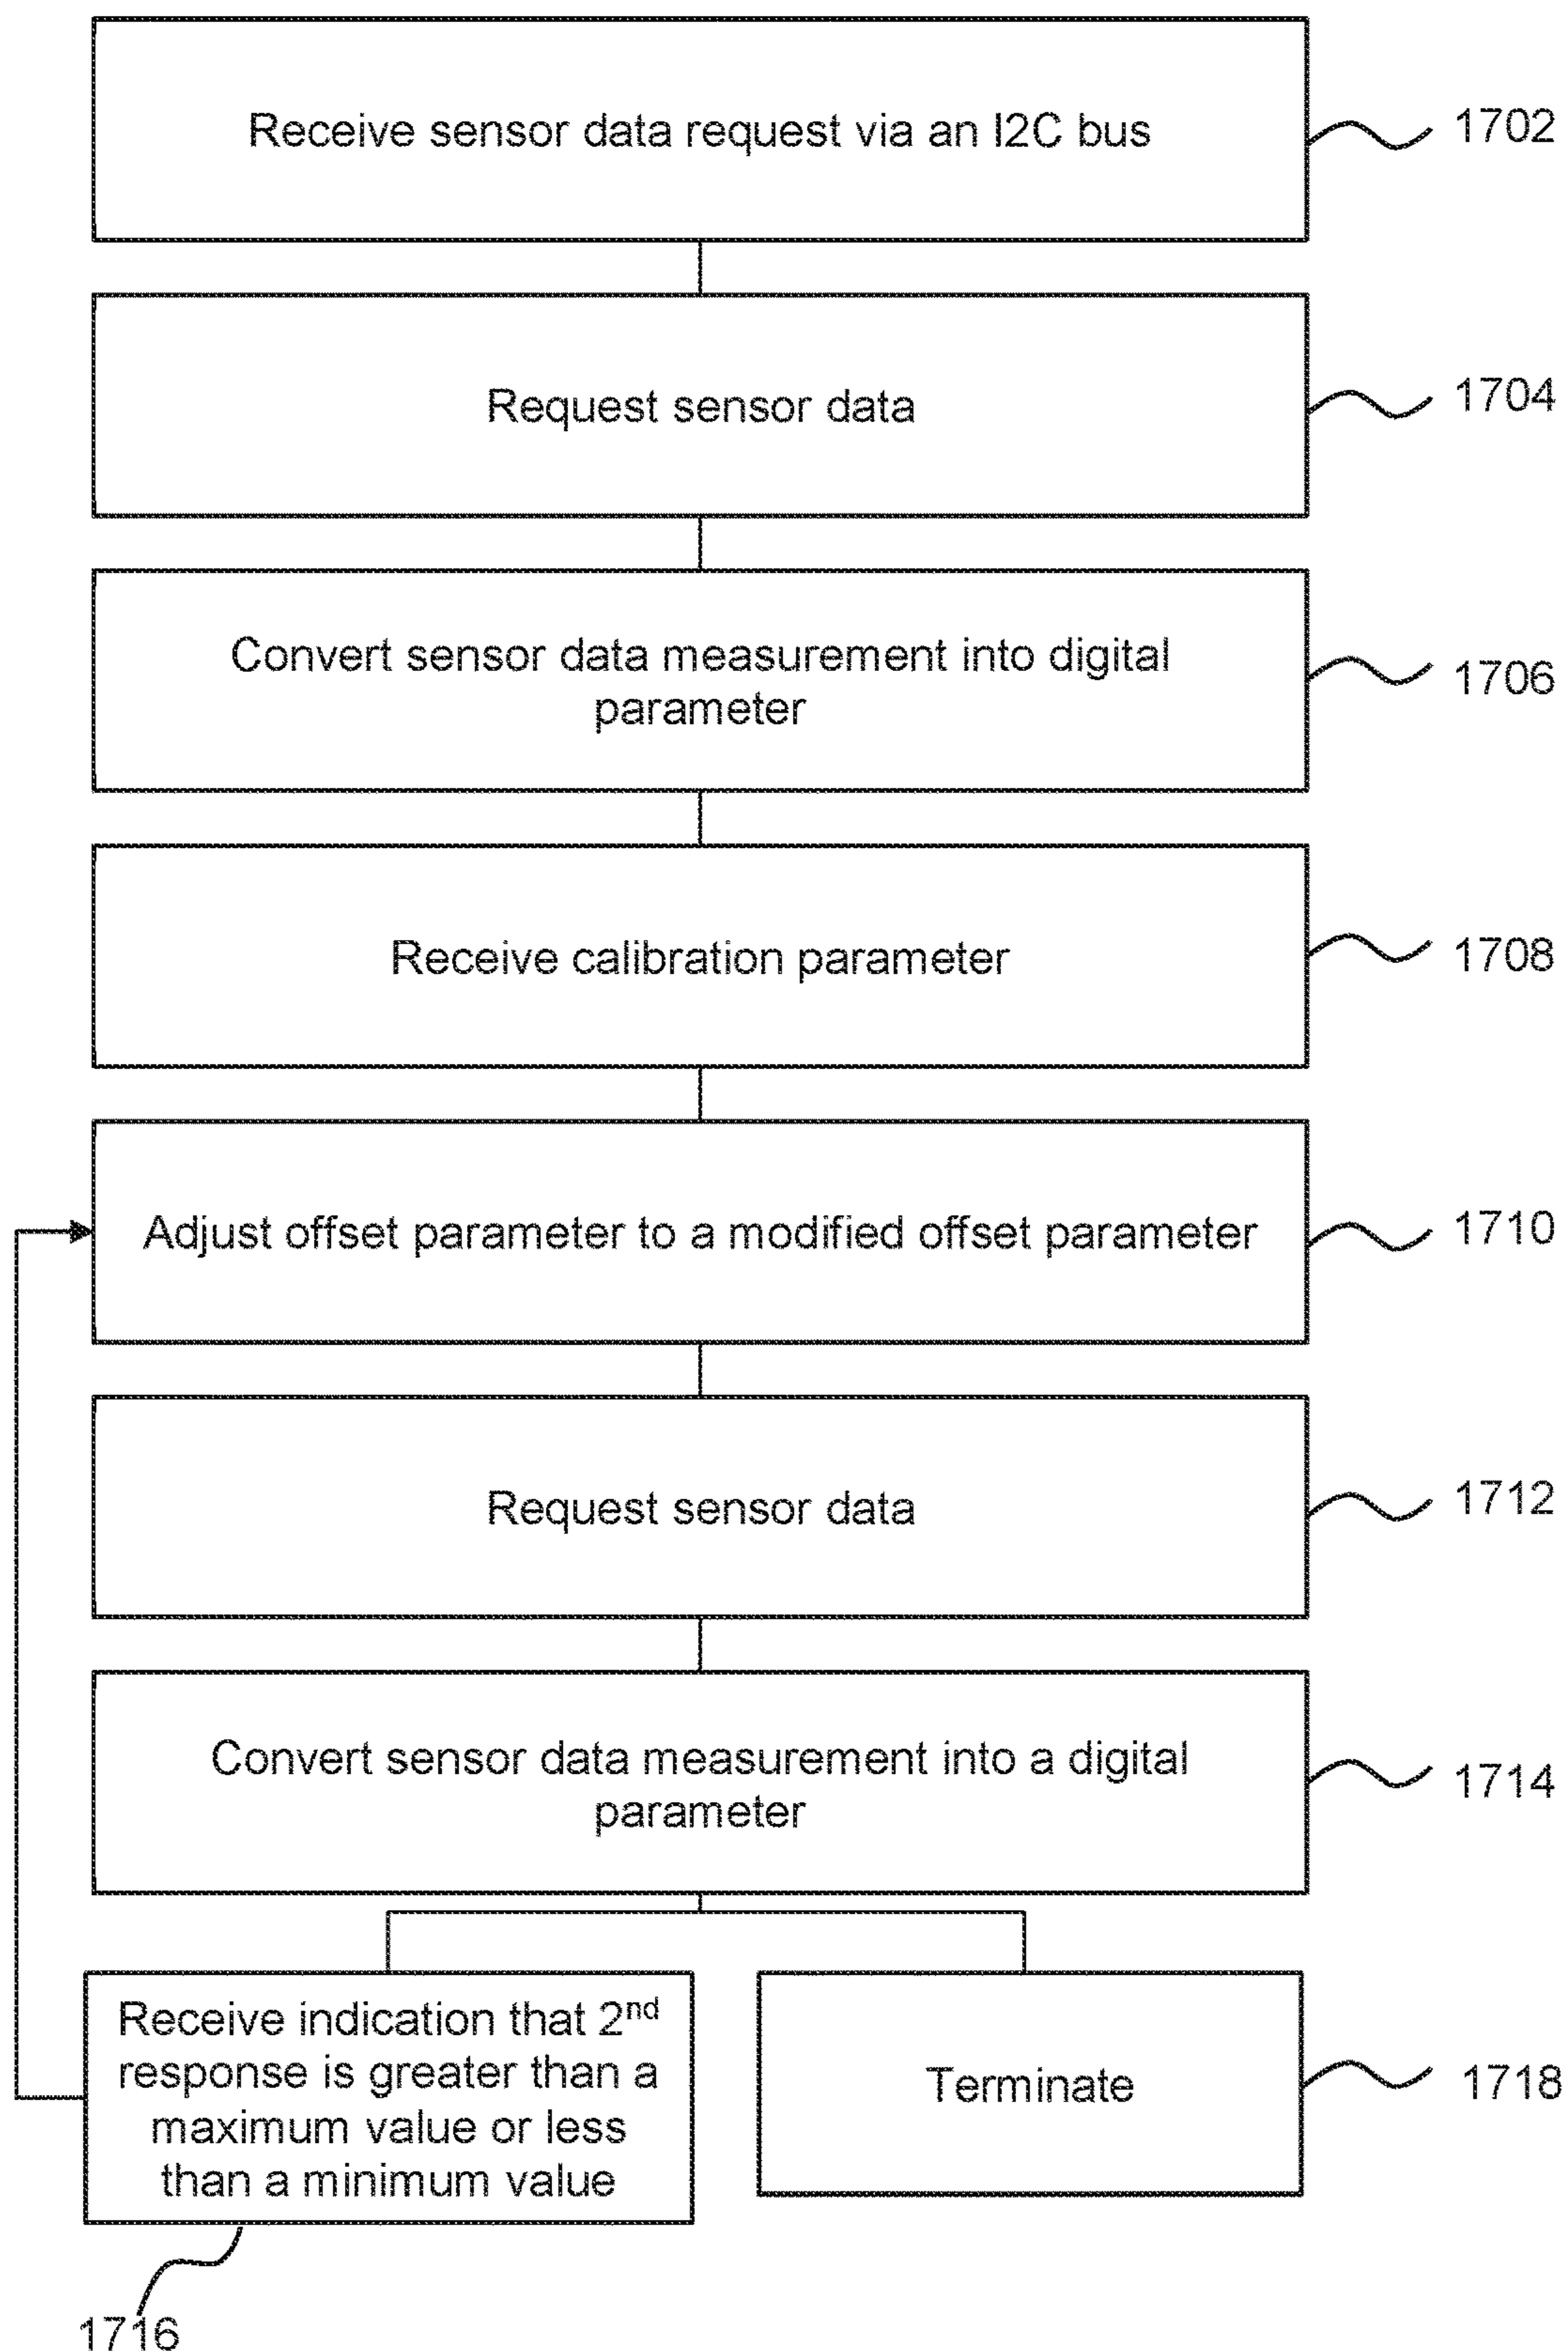 Receive sensor data request via an I2C bus
1702
Request sensor data
1704
Convert sensor data measurement into digital
parameter
1706
Receive calibration parameter
1708
Adjust offset parameter to a modified offset parameter
1710
Request sensor data
1712
Convert sensor data measurement into a digital
parameter
1714
Receive indication that 2nd
response is greater than a
maximum value or less
than a minimum value
1716
Terminate
1718